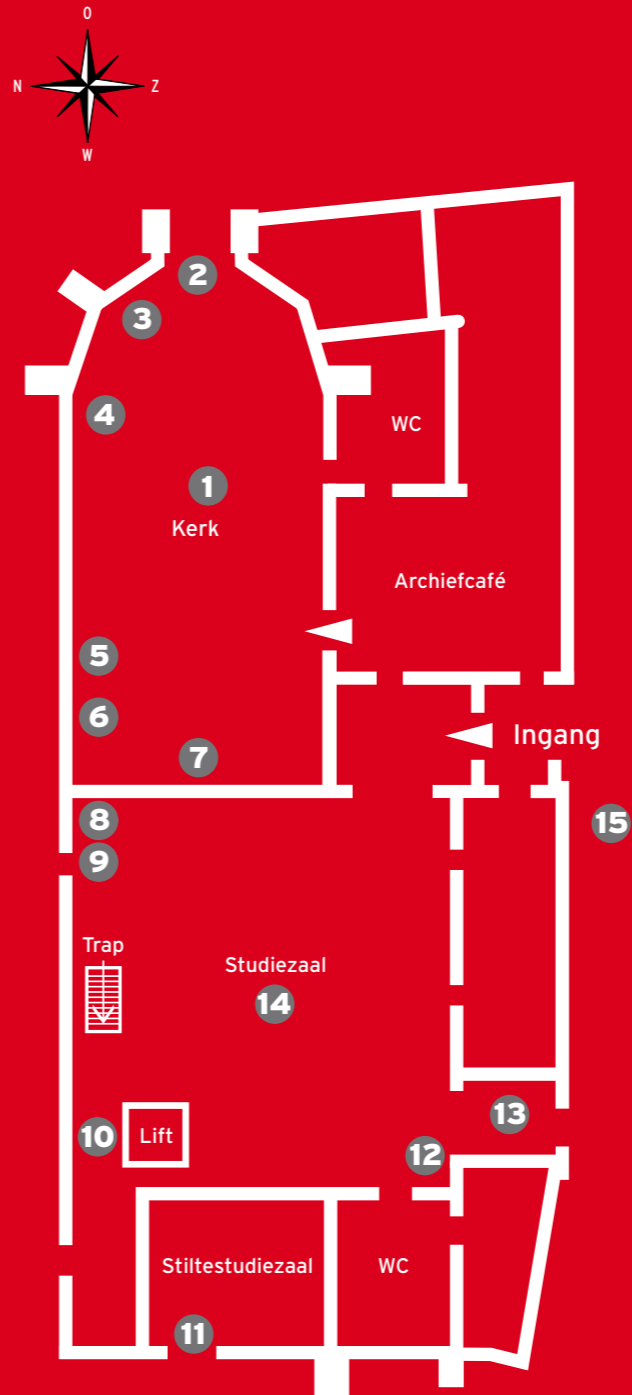 O
N
Z
W
2
3
4
WC
1
Kerk
Archiefcafé
5
6
7
Ingang
8
9
15
Trap
Studiezaal
14
10
Lift
13
12
Stiltestudiezaal
WC
11